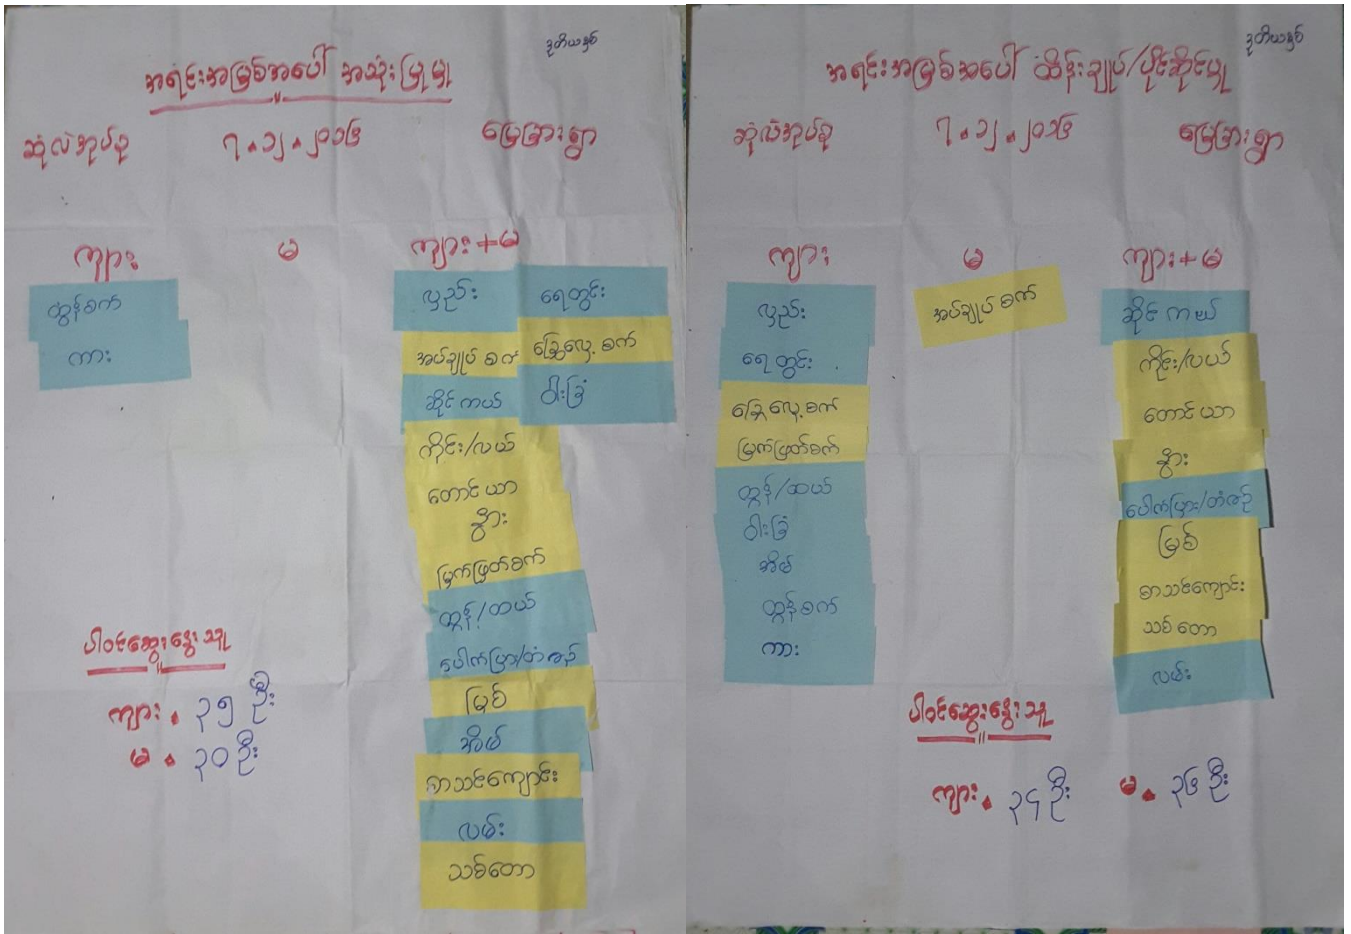 ဒုတိယနှစ်
အရင်းအမြစ်အပေါ် အသုံးပြုမှု
ဆုံလဲအုပ်စု ၇.၁၂.၂၀၁၆ မြေခြားရွာ
ကျား မ ကျား+မ
ထွန်စက်
ကား
လှည်း
အပ်ချုပ်စက်
ဆိုင်ကယ်
ကိုင်း/လယ်
တောင်ယာ
နွား
မြက်ဖြတ်စက်
ထွန်/ထယ်
ပေါက်ပြား/တံစဉ်
မြစ်
အိမ်
စာသင်ကျောင်း
လမ်း
သစ်တော
ရေတွင်း
ခြွေလှေ့စက်
ဝါးခြံ
ပါဝင်ဆွေးနွေးသူ
ကျား . ၃၅ ဦး
မ . ၃၀ ဦး
ဒုတိယနှစ်
အရင်းအမြစ်အပေါ် ထိန်းချုပ်/ပိုင်ဆိုင်မှု
ဆုံလဲအုပ်စု ၇.၁၂.၂၀၁၆ မြေခြားရွာ
ကျား မ ကျား+မ
လှည်း
ရေတွင်း
ခြွေလှေ့စက်
မြက်ဖြတ်စက်
ထွန်/ထယ်
ဝါးခြံ
အိမ်
ထွန်စက်
ကား
အပ်ချုပ်စက်
ဆိုင်ကယ်
ကိုင်း/လယ်
တောင်ယာ
နွား
ပေါက်ပြား/တံစဉ်
မြစ်
စာသင်ကျောင်း
သစ်တော
လမ်း
ပါဝင်ဆွေးနွေးသူ
ကျား . ၃၄ ဦး မ . ၃၆ ဦး